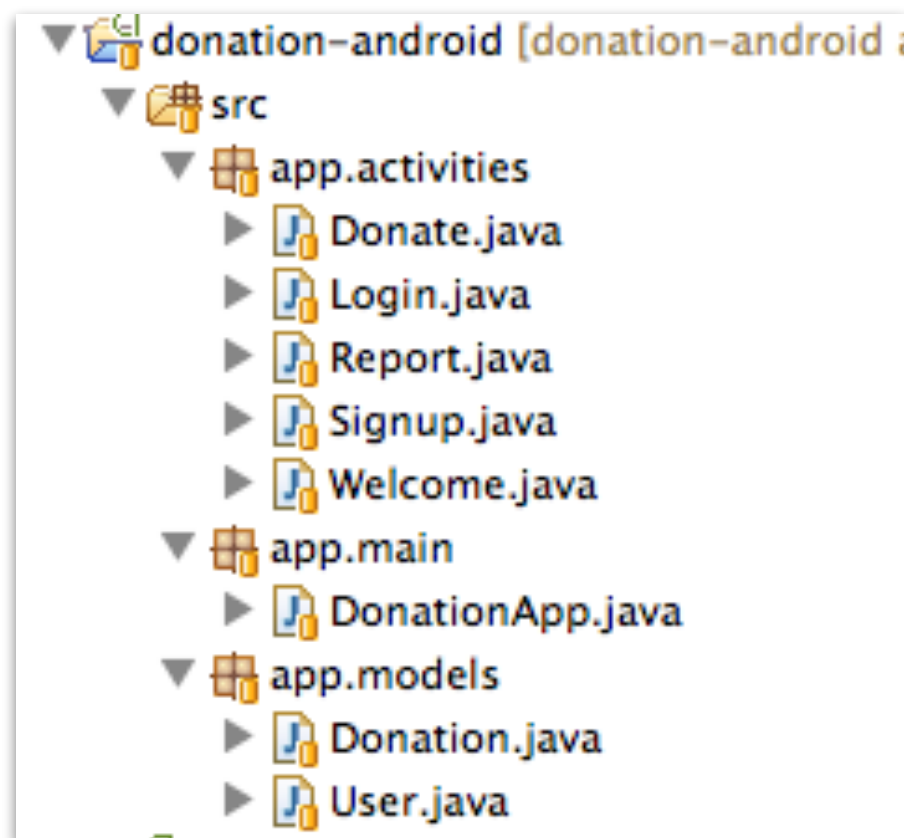 donation-android [donation-android
src
app.activities
Donate.java
Login.java
Report.java
Signup.java
Welcome.java
app.main
DonationApp.java
app.models
Donation.java
User.java